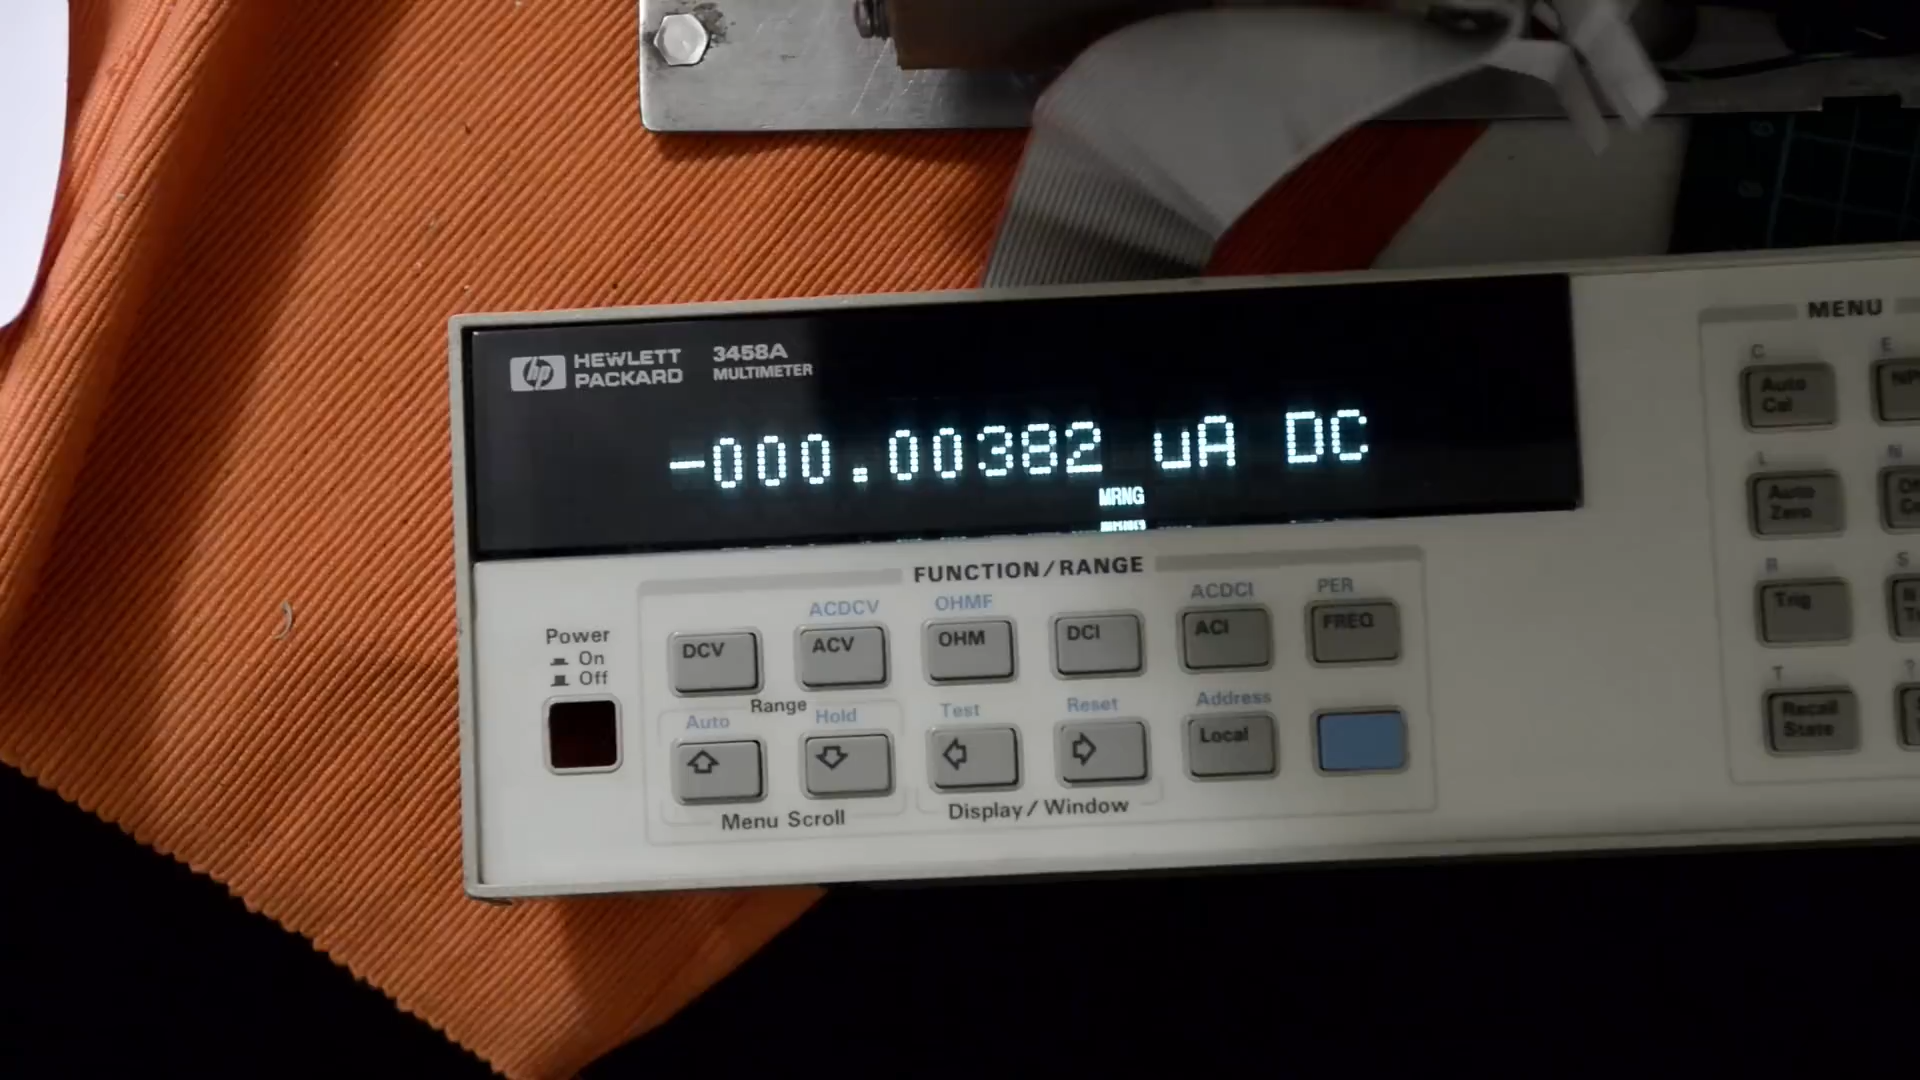 hp HEWLETT PACKARD
3458A
MULTIMETER
-000.00382 uA DC
MRNG
MENU
FUNCTION/RANGE
Power
On
Off
ACDCV
OHMF
ACDCI
PER
DCV
ACV
OHM
DCI
ACI
FREQ
Range
Auto
Hold
Test
Reset
Address
Local
Menu Scroll
Display/Window
C
E
Auto Cal
L
N
Auto Zero
R
S
Trig
T
?
Recall State